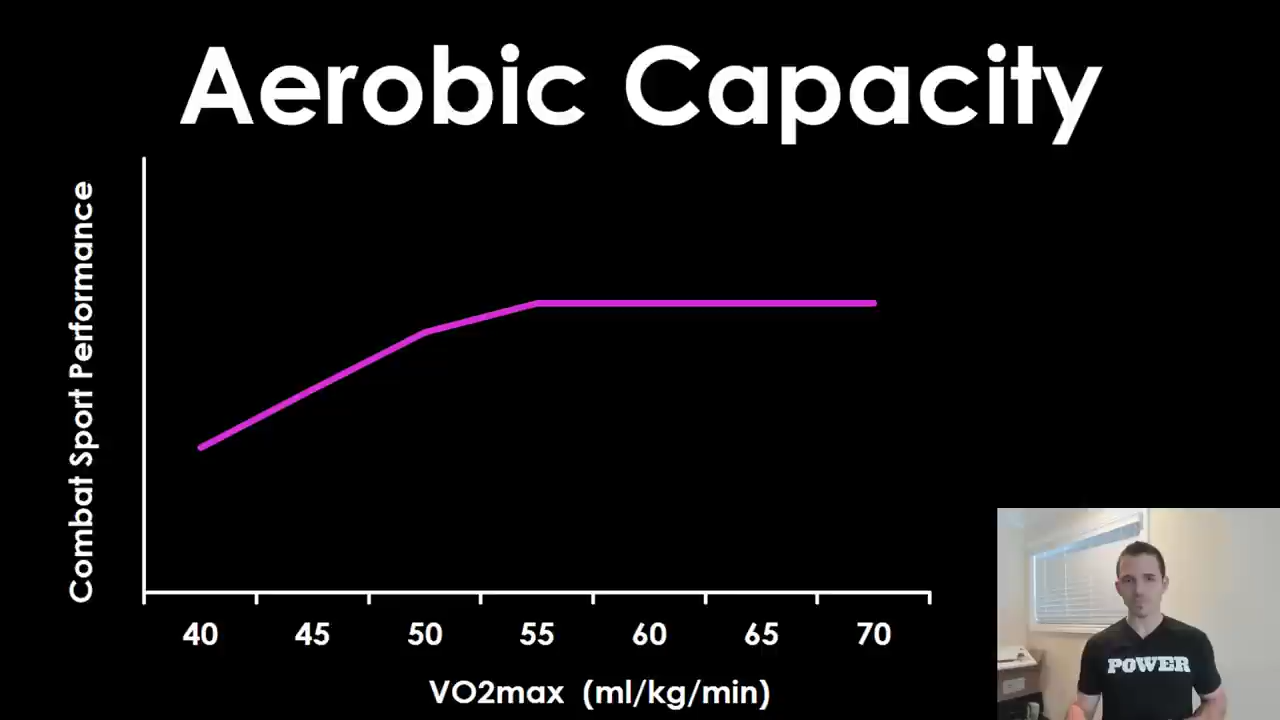 Aerobic Capacity
Combat Sport Performance
40 45 50 55 60 65 70
VO2max (ml/kg/min)
POWER